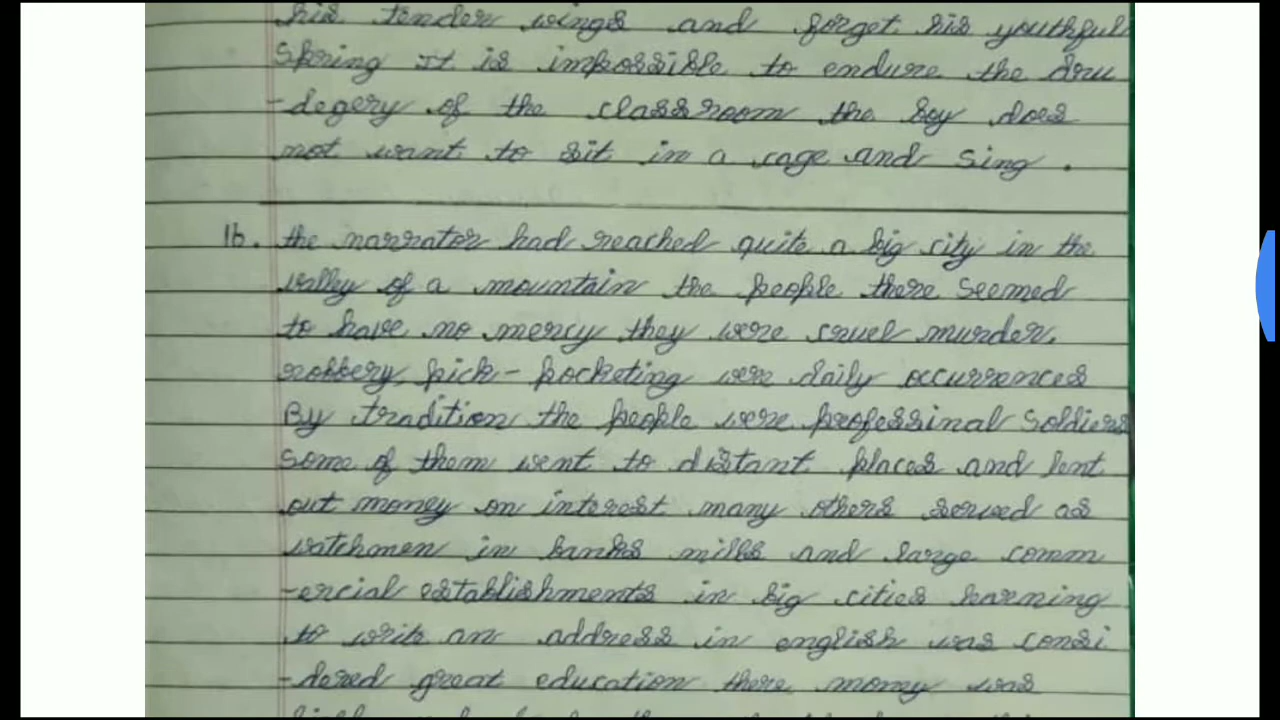 his tender wings and forget his youthful
Spring It is impossible to endure the dru
-degery of the classroom the boy does
not want to sit in a cage and sing .
16. the narrator had reached quite a big city in the
valley of a mountain the people there seemed
to have no mercy they were cruel murder,
robbery, pick-pocketing were daily occurrences
By tradition the people were professinal Soldiers
some of them went to distant places and lent
out money on interest many others served as
watchmen in banks mills and large comm
-ercial establishments in big cities hearning
to write an address in english was consi
-dered great education there money was